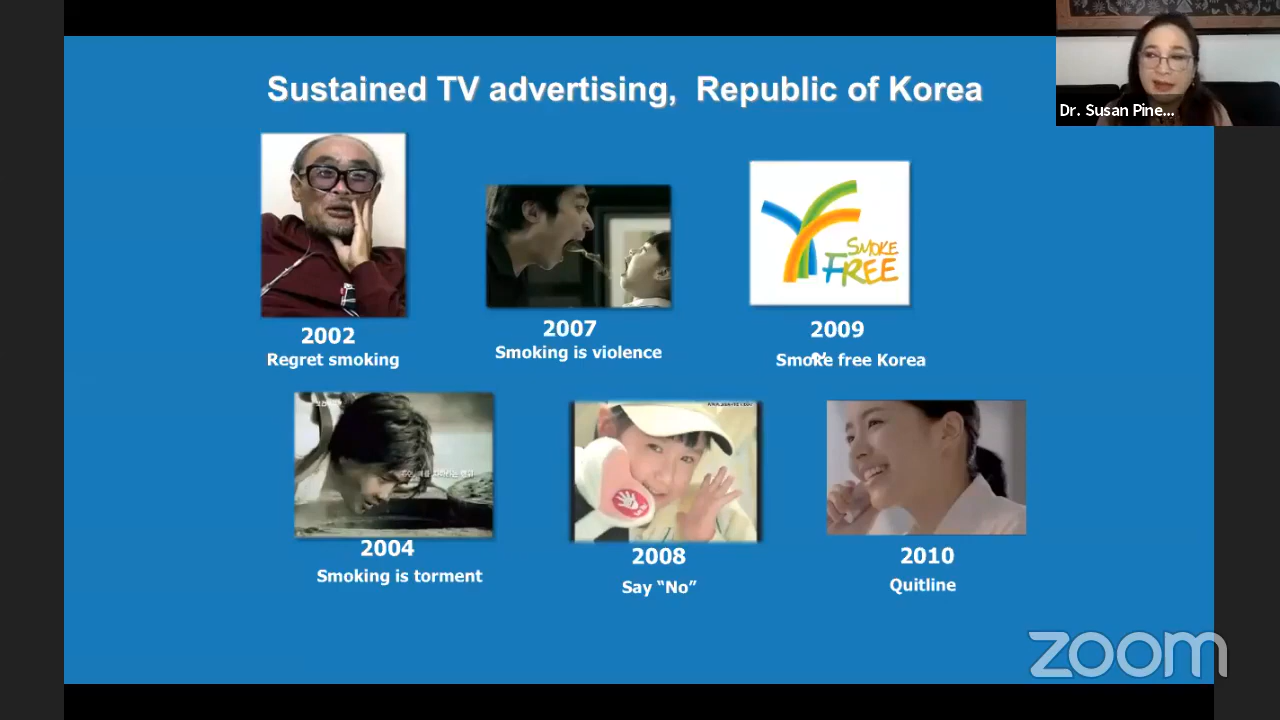 Sustained TV advertising, Republic of Korea
Dr. Susan Pine...
SMOKE
FREE
2002
Regret smoking
2007
Smoking is violence
2009
Smoke free Korea
2004
Smoking is torment
2008
Say “No”
2010
Quitline
zoom